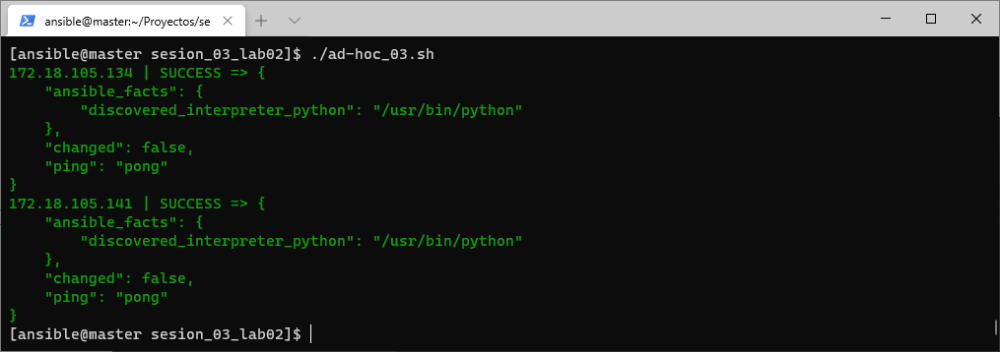 ansible@master:~/Proyectos/se
[ansible@master sesion_03_lab02]$ ./ad-hoc_03.sh
172.18.105.134 | SUCCESS => {
    "ansible_facts": {
        "discovered_interpreter_python": "/usr/bin/python"
    },
    "changed": false,
    "ping": "pong"
}
172.18.105.141 | SUCCESS => {
    "ansible_facts": {
        "discovered_interpreter_python": "/usr/bin/python"
    },
    "changed": false,
    "ping": "pong"
}
[ansible@master sesion_03_lab02]$